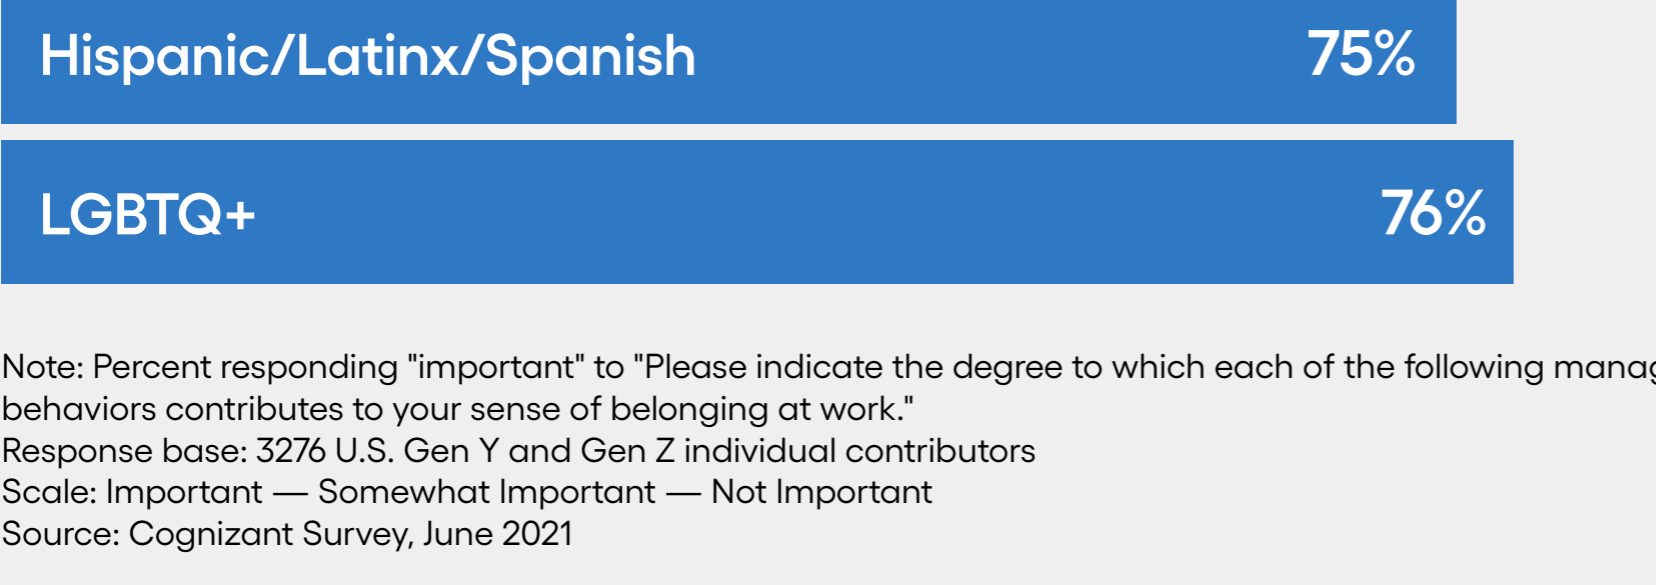 Hispanic/Latinx/Spanish 75%
LGBTQ+ 76%
Note: Percent responding "important" to "Please indicate the degree to which each of the following
behaviors contributes to your sense of belonging at work."
Response base: 3276 U.S. Gen Y and Gen Z individual contributors
Scale: Important — Somewhat Important — Not Important
Source: Cognizant Survey, June 2021